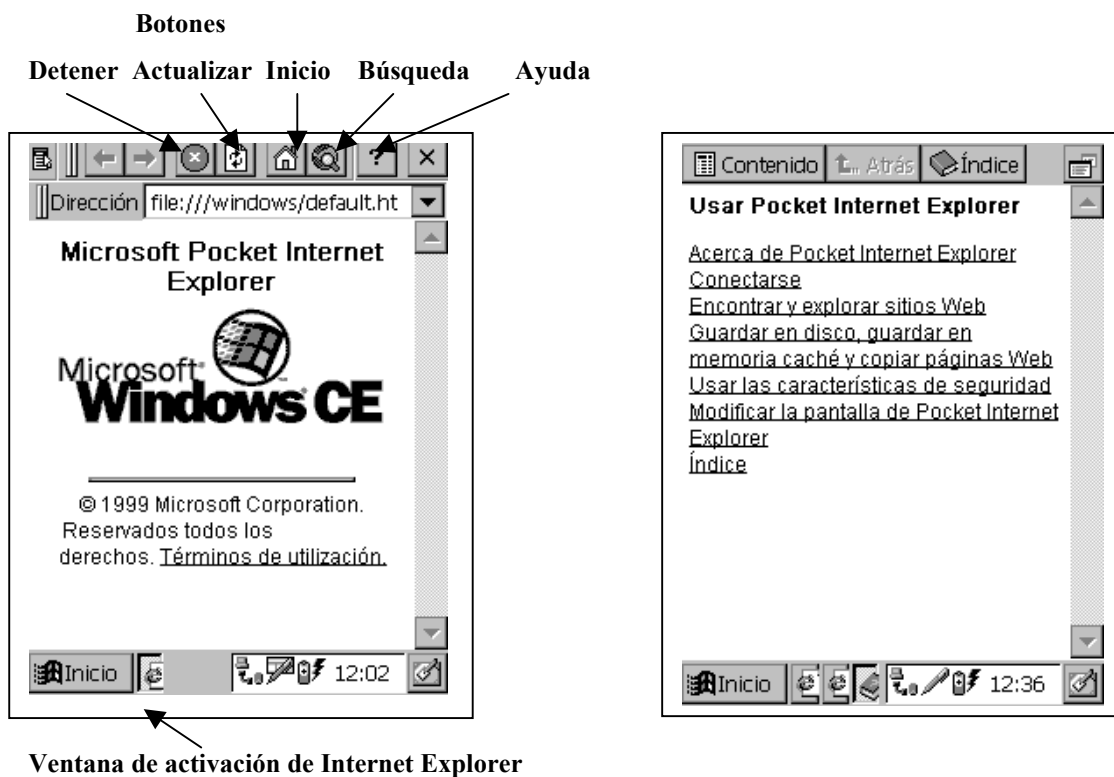 Botones
Detener Actualizar Inicio Búsqueda Ayuda
Dirección file:///windows/default.ht
Microsoft Pocket Internet
Explorer
Microsoft
Windows CE
© 1999 Microsoft Corporation.
Reservados todos los
derechos. Términos de utilización.
Inicio 12:02
Ventana de activación de Internet Explorer
Contenido Atrás Índice
Usar Pocket Internet Explorer
Acerca de Pocket Internet Explorer
Conectarse
Encontrar y explorar sitios Web
Guardar en disco, guardar en
memoria caché y copiar páginas Web
Usar las características de seguridad
Modificar la pantalla de Pocket Internet
Explorer
Índice
Inicio 12:36